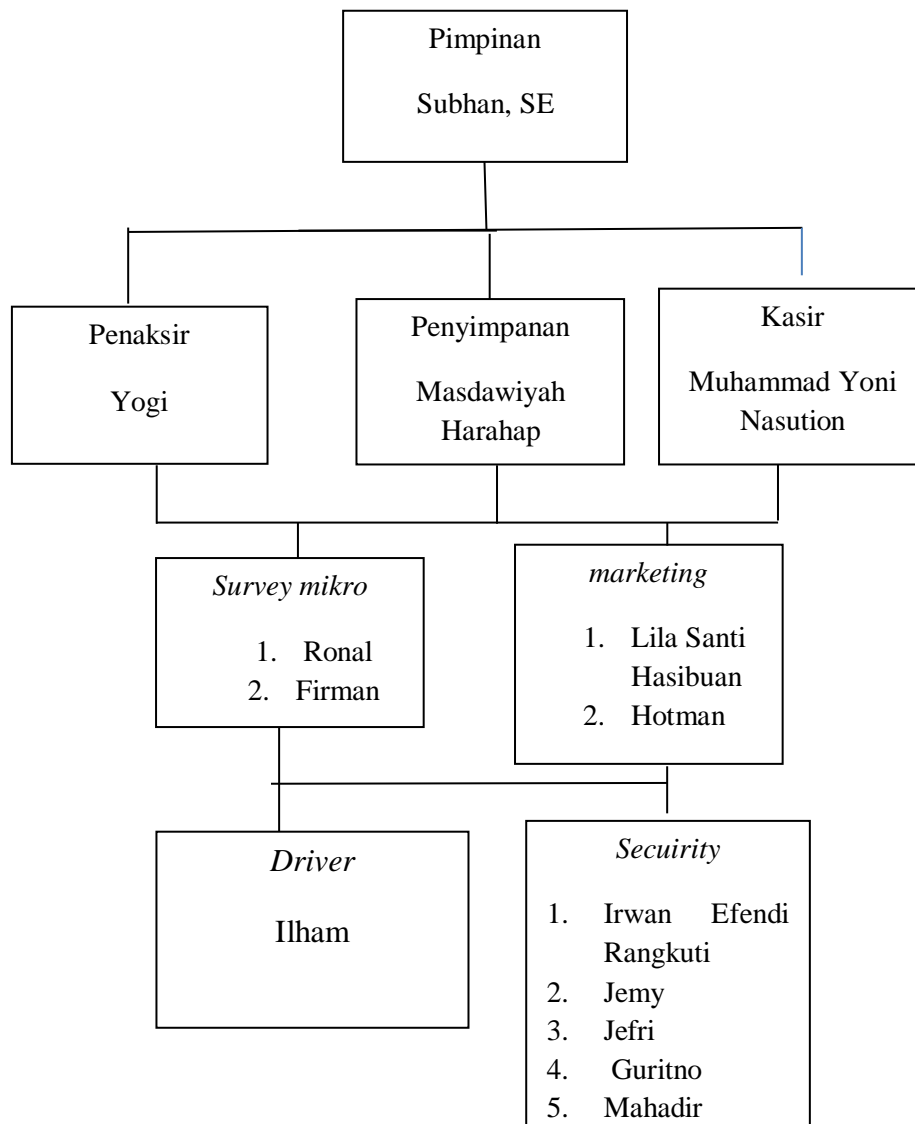 Pimpinan
Subhan, SE
Penaksir
Yogi
Penyimpanan
Masdawiyah
Harahap
Kasir
Muhammad Yoni
Nasution
Survey mikro
1. Ronal
2. Firman
marketing
1. Lila Santi
Hasibuan
2. Hotman
Driver
Ilham
Secuirity
1. Irwan Efendi
Rangkuti
2. Jemy
3. Jefri
4. Guritno
5. Mahadir